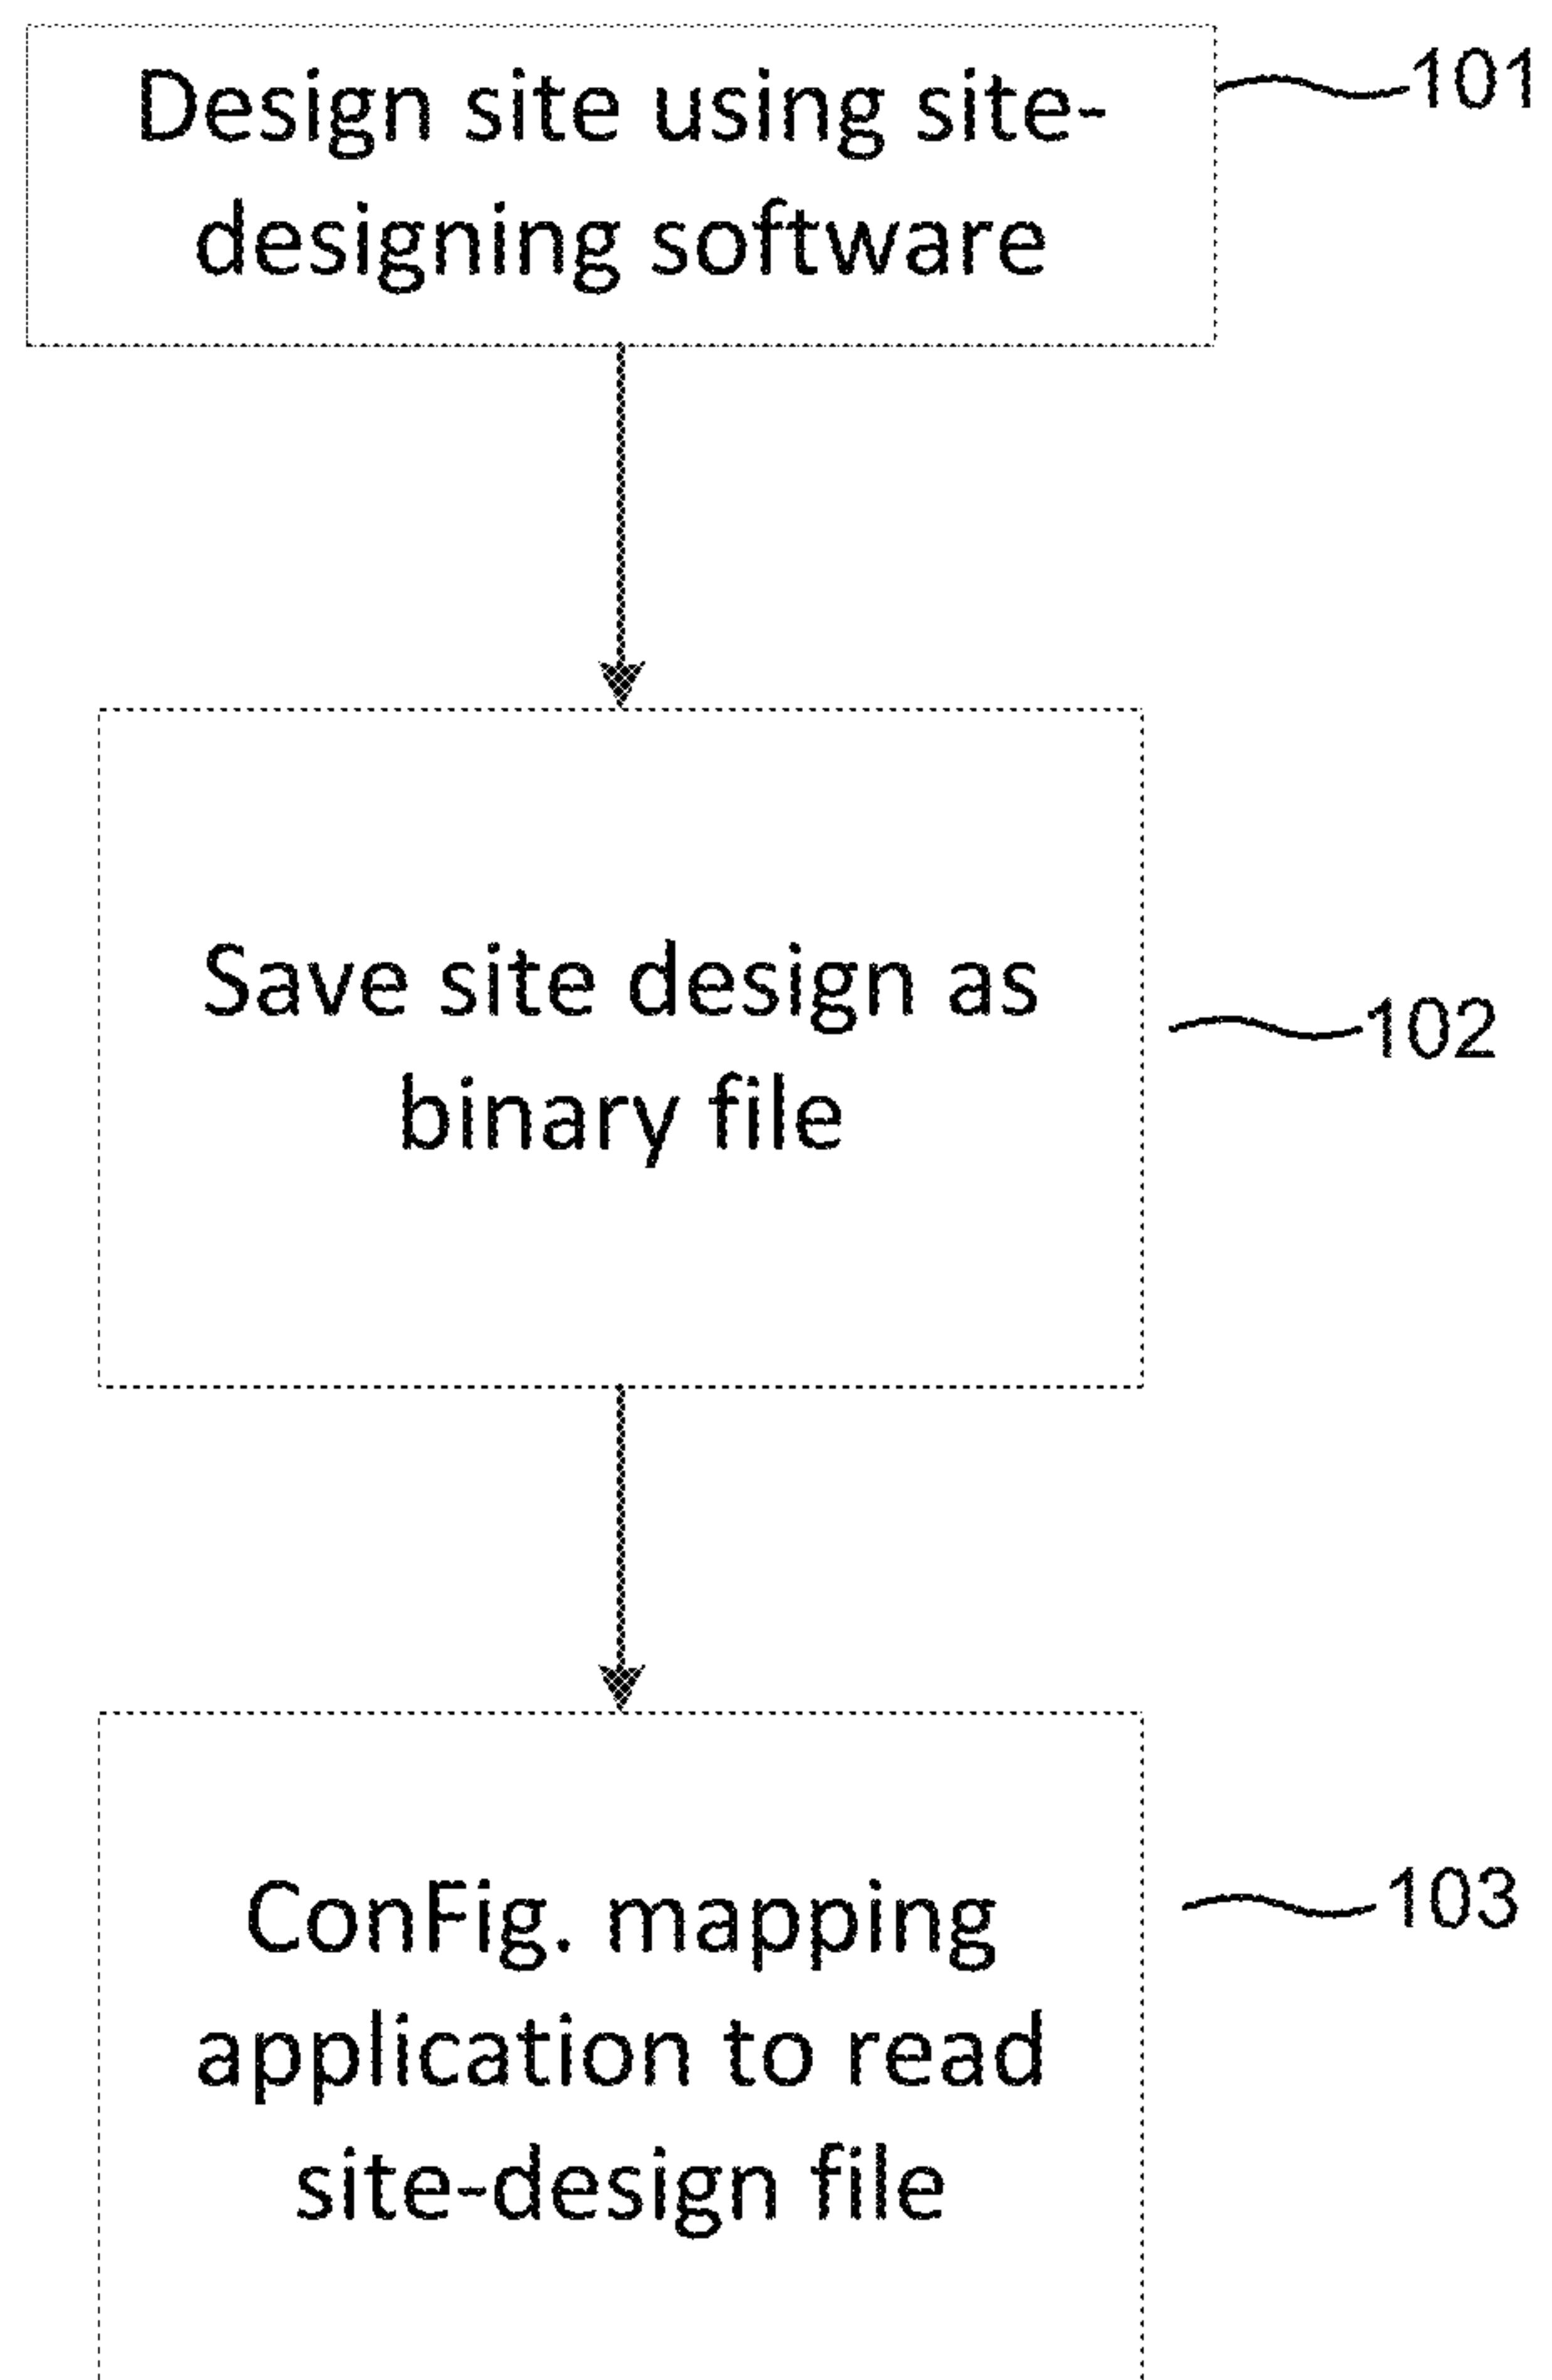 Design site using site-
designing software
101
Save site design as
binary file
102
ConFig. mapping
application to read
site-design file
103